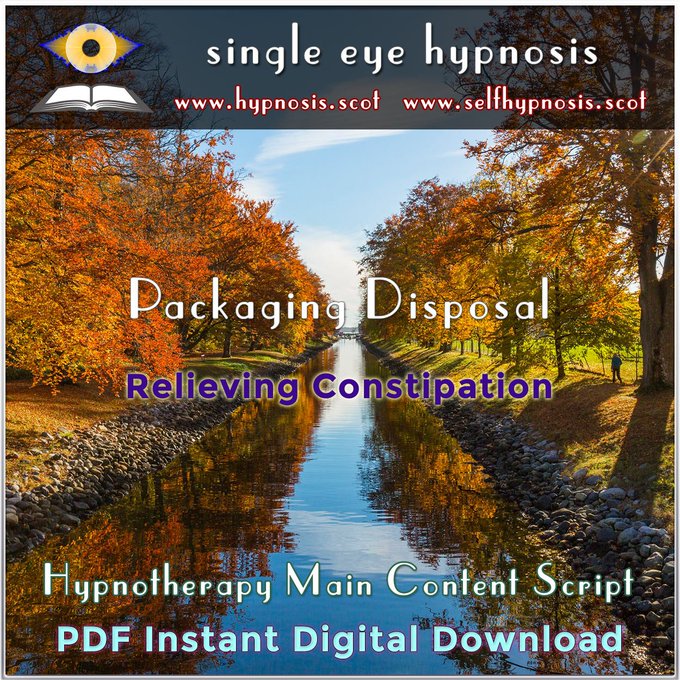 single eye hypnosis
www.hypnosis.scot www.selfhypnosis.scot
Packaging Disposal
Relieving Constipation
Hypnotherapy Main Content Script
PDF Instant Digital Download